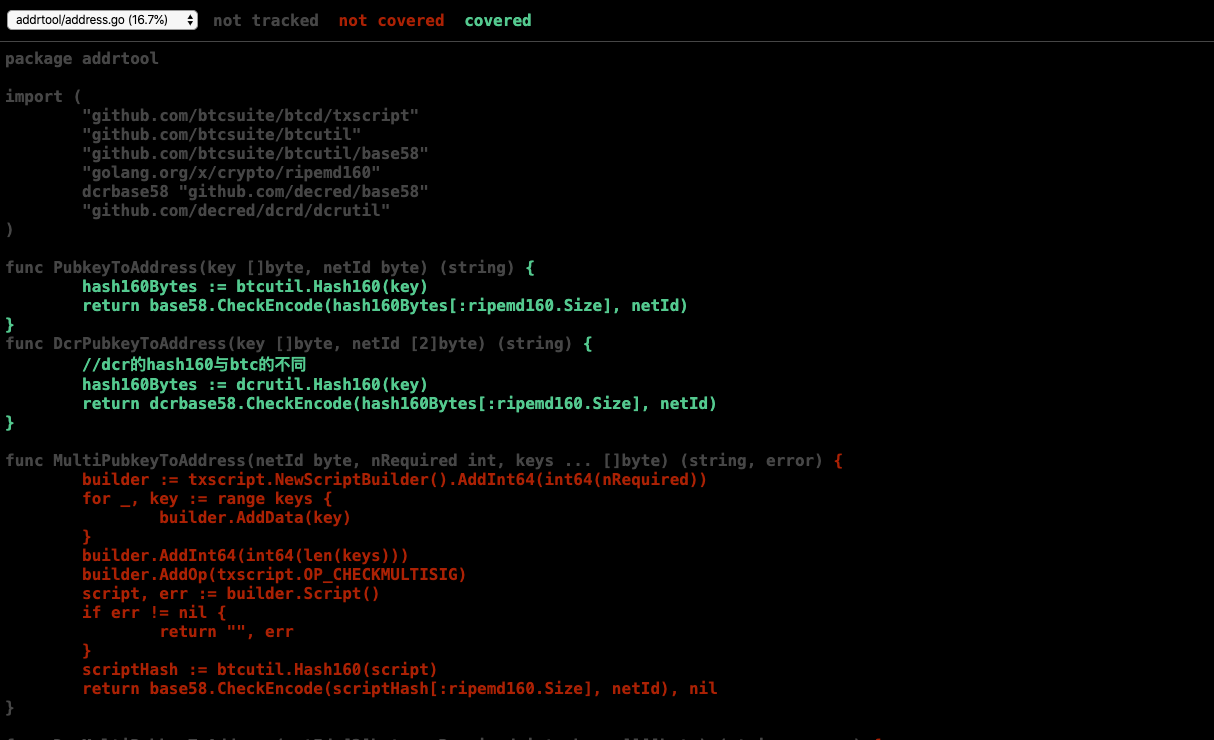 addrtool/address.go (16.7%) not tracked not covered covered
package addrtool
import (
"github.com/btcsuite/btcd/txscript"
"github.com/btcsuite/btcutil"
"github.com/btcsuite/btcutil/base58"
"golang.org/x/crypto/ripemd160"
dcrbase58 "github.com/decred/base58"
"github.com/decred/dcrd/dcrutil"
)
func PubkeyToAddress(key []byte, netId byte) (string) {
hash160Bytes := btcutil.Hash160(key)
return base58.CheckEncode(hash160Bytes[:ripemd160.Size], netId)
}
func DcrPubkeyToAddress(key []byte, netId [2]byte) (string) {
//dcr的hash160与btc的不同
hash160Bytes := dcrutil.Hash160(key)
return dcrbase58.CheckEncode(hash160Bytes[:ripemd160.Size], netId)
}
func MultiPubkeyToAddress(netId byte, nRequired int, keys ... []byte) (string, error) {
builder := txscript.NewScriptBuilder().AddInt64(int64(nRequired))
for _, key := range keys {
builder.AddData(key)
}
builder.AddInt64(int64(len(keys)))
builder.AddOp(txscript.OP_CHECKMULTISIG)
script, err := builder.Script()
if err != nil {
return "", err
}
scriptHash := btcutil.Hash160(script)
return base58.CheckEncode(scriptHash[:ripemd160.Size], netId), nil
}